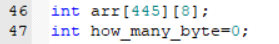 46 int arr[445][8];
47 int how_many_byte=0;